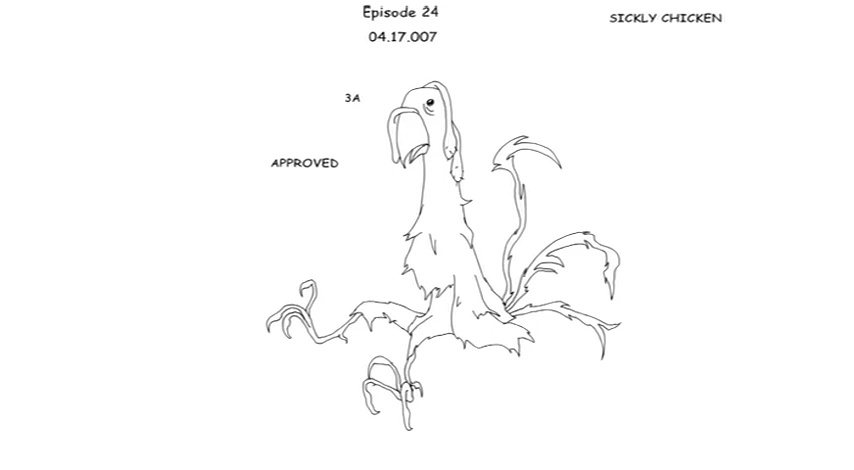 Episode 24
SICKLY CHICKEN
04.17.007
3A
APPROVED